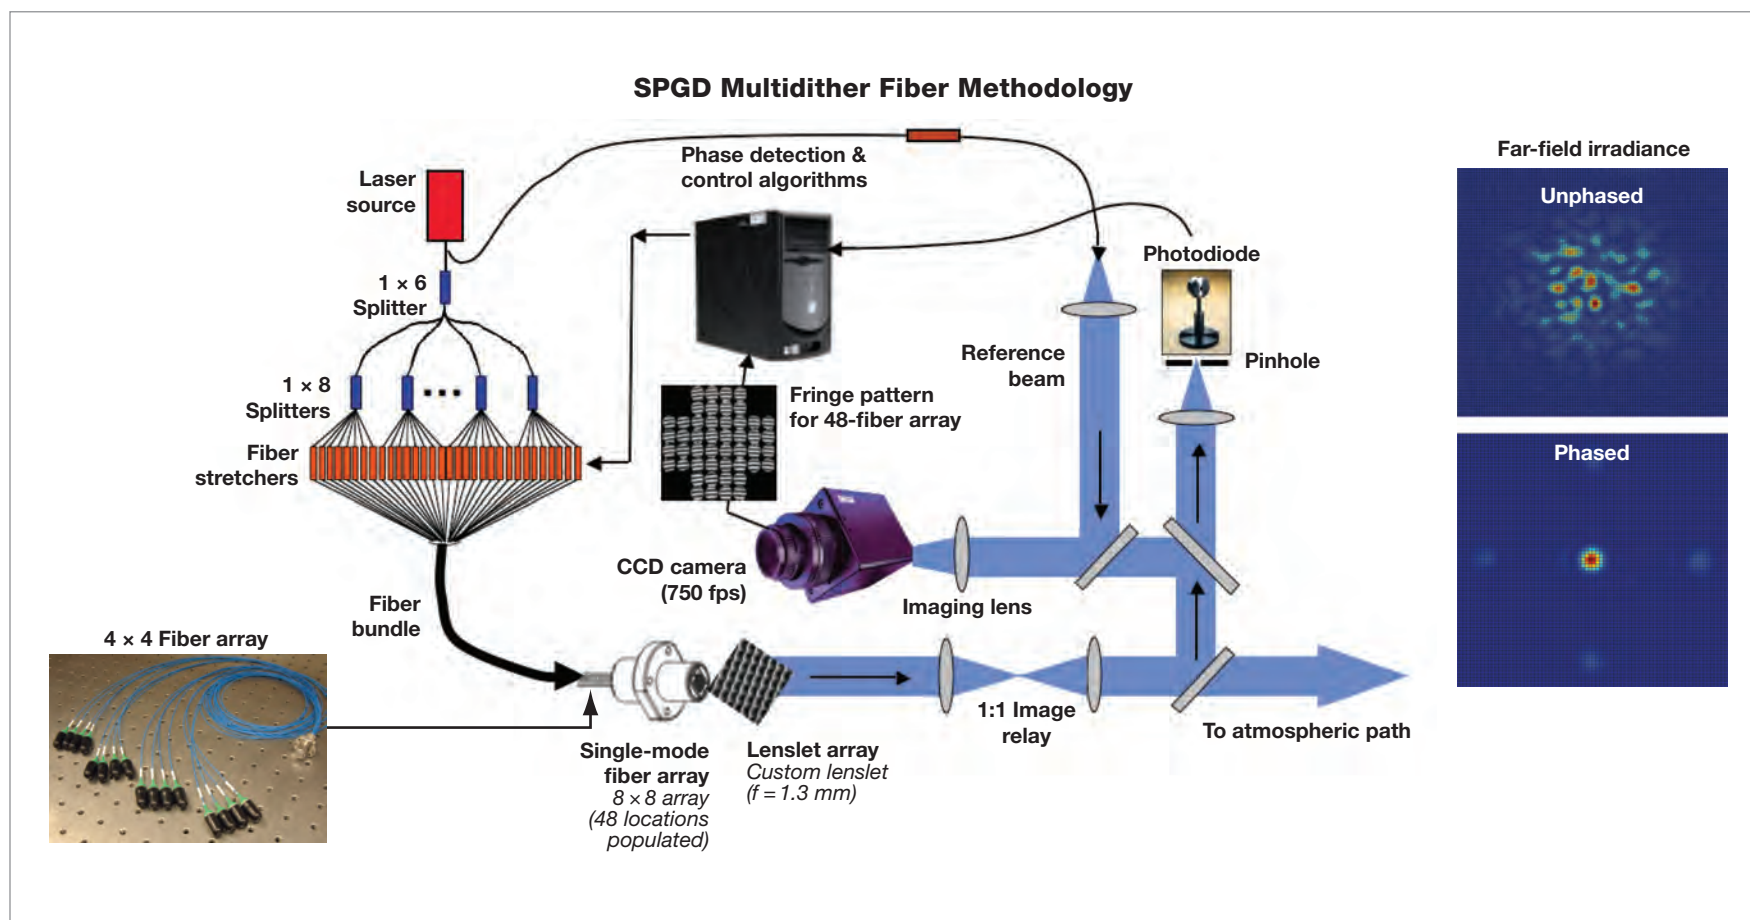 SPGD Multidither Fiber Methodology
Laser
source
Phase detection &
control algorithms
1 × 6
Splitter
1 × 8
Splitters
Fiber
stretchers
Fringe pattern
for 48-fiber array
Reference
beam
Photodiode
Pinhole
CCD camera
(750 fps)
Imaging lens
Fiber
bundle
4 × 4 Fiber array
Single-mode
fiber array
8 × 8 array
(48 locations
populated)
Lenslet array
Custom lenslet
(f = 1.3 mm)
1:1 Image
relay
To atmospheric path
Far-field irradiance
Unphased
Phased